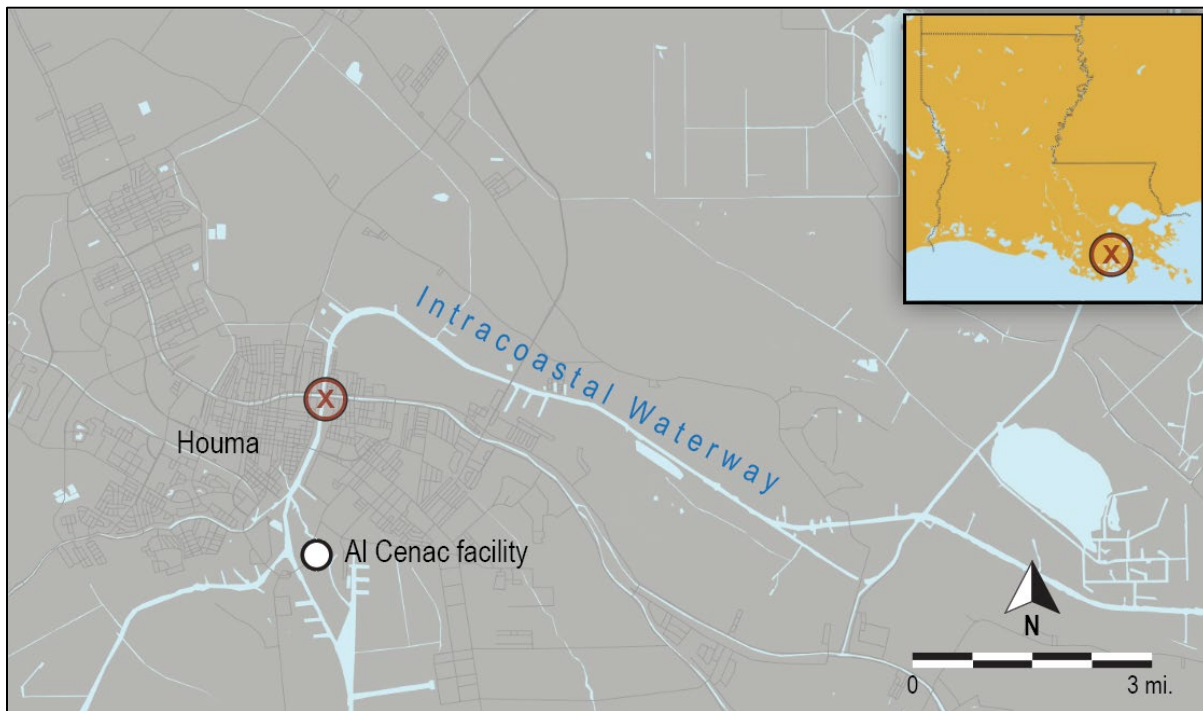 X
Intracoastal Waterway
X
Houma
Al Cenac facility
N
0 3 mi.